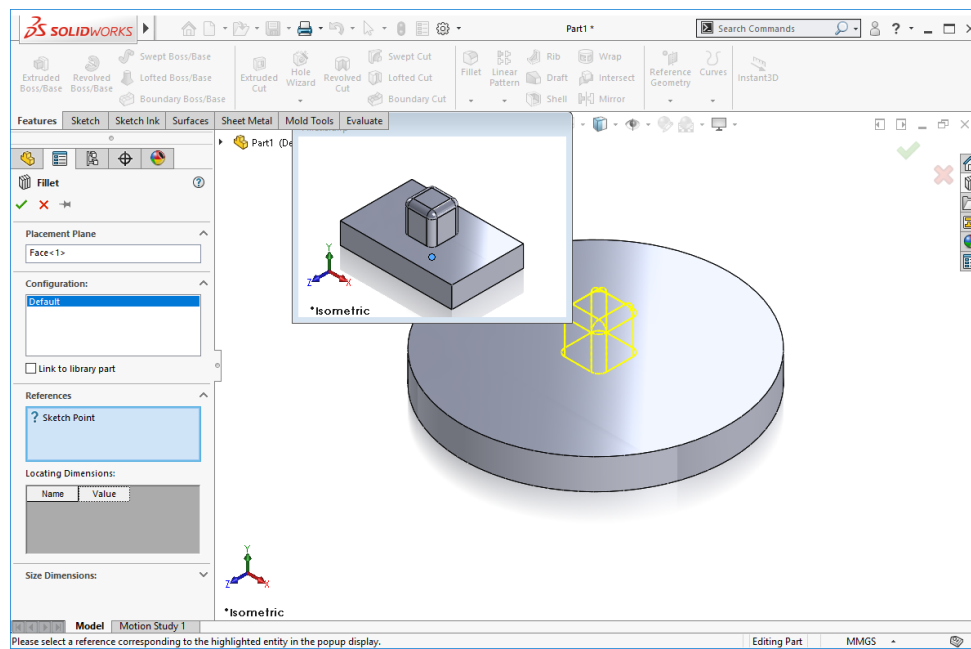 SOLIDWORKS
Part1 *
Search Commands
?
Extruded Boss/Base
Revolved Boss/Base
Swept Boss/Base
Lofted Boss/Base
Boundary Boss/Base
Extruded Cut
Hole Wizard
Revolved Cut
Swept Cut
Lofted Cut
Boundary Cut
Fillet
Linear Pattern
Rib
Draft
Shell
Wrap
Intersect
Mirror
Reference Geometry
Curves
Instant3D
Features
Sketch
Sketch Ink
Surfaces
Sheet Metal
Mold Tools
Evaluate
Part1 (De
Fillet
?
Placement Plane
Face<1>
Configuration:
Default
Link to library part
References
? Sketch Point
Locating Dimensions:
Name Value
Size Dimensions:
Y
Z
X
*Isometric
Y
Z
X
*Isometric
Model
Motion Study 1
Please select a reference corresponding to the highlighted entity in the popup display.
Editing Part
MMGS